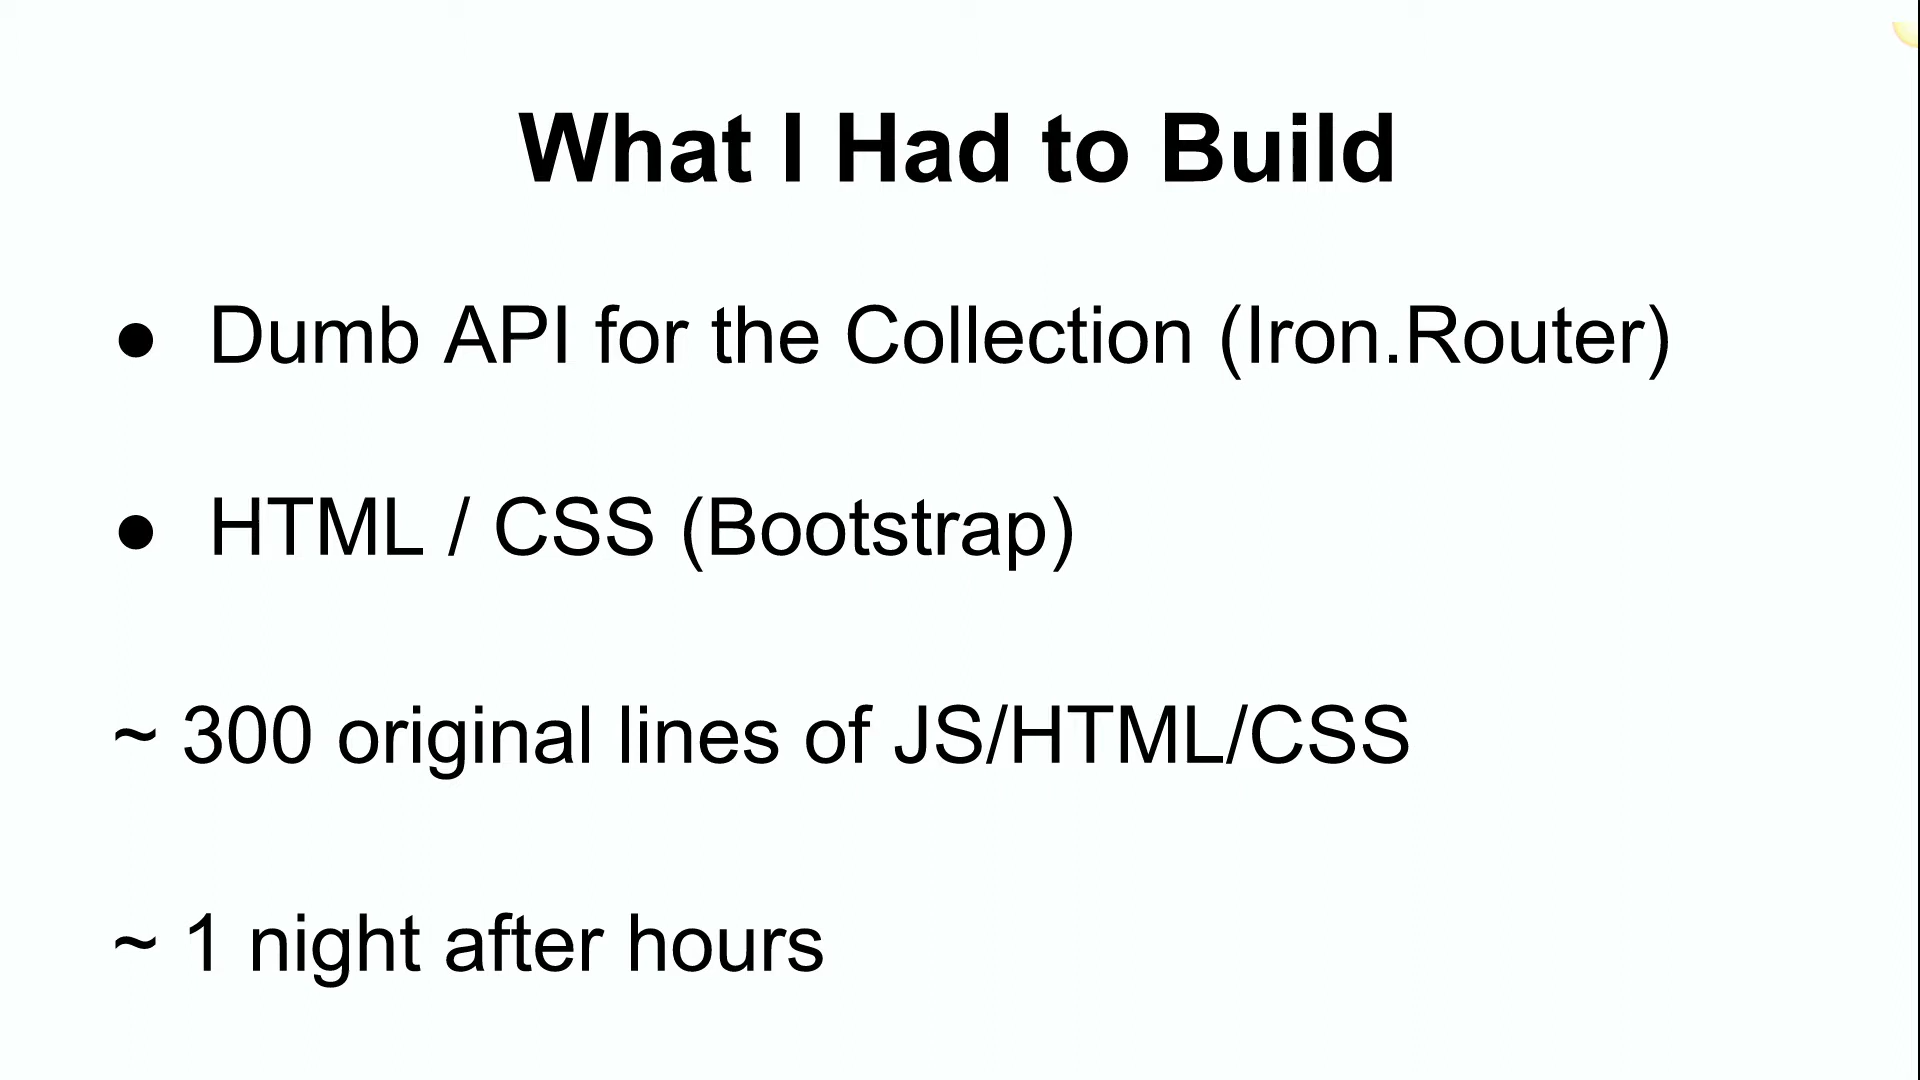 What I Had to Build
● Dumb API for the Collection (Iron.Router)
● HTML / CSS (Bootstrap)
~ 300 original lines of JS/HTML/CSS
~ 1 night after hours